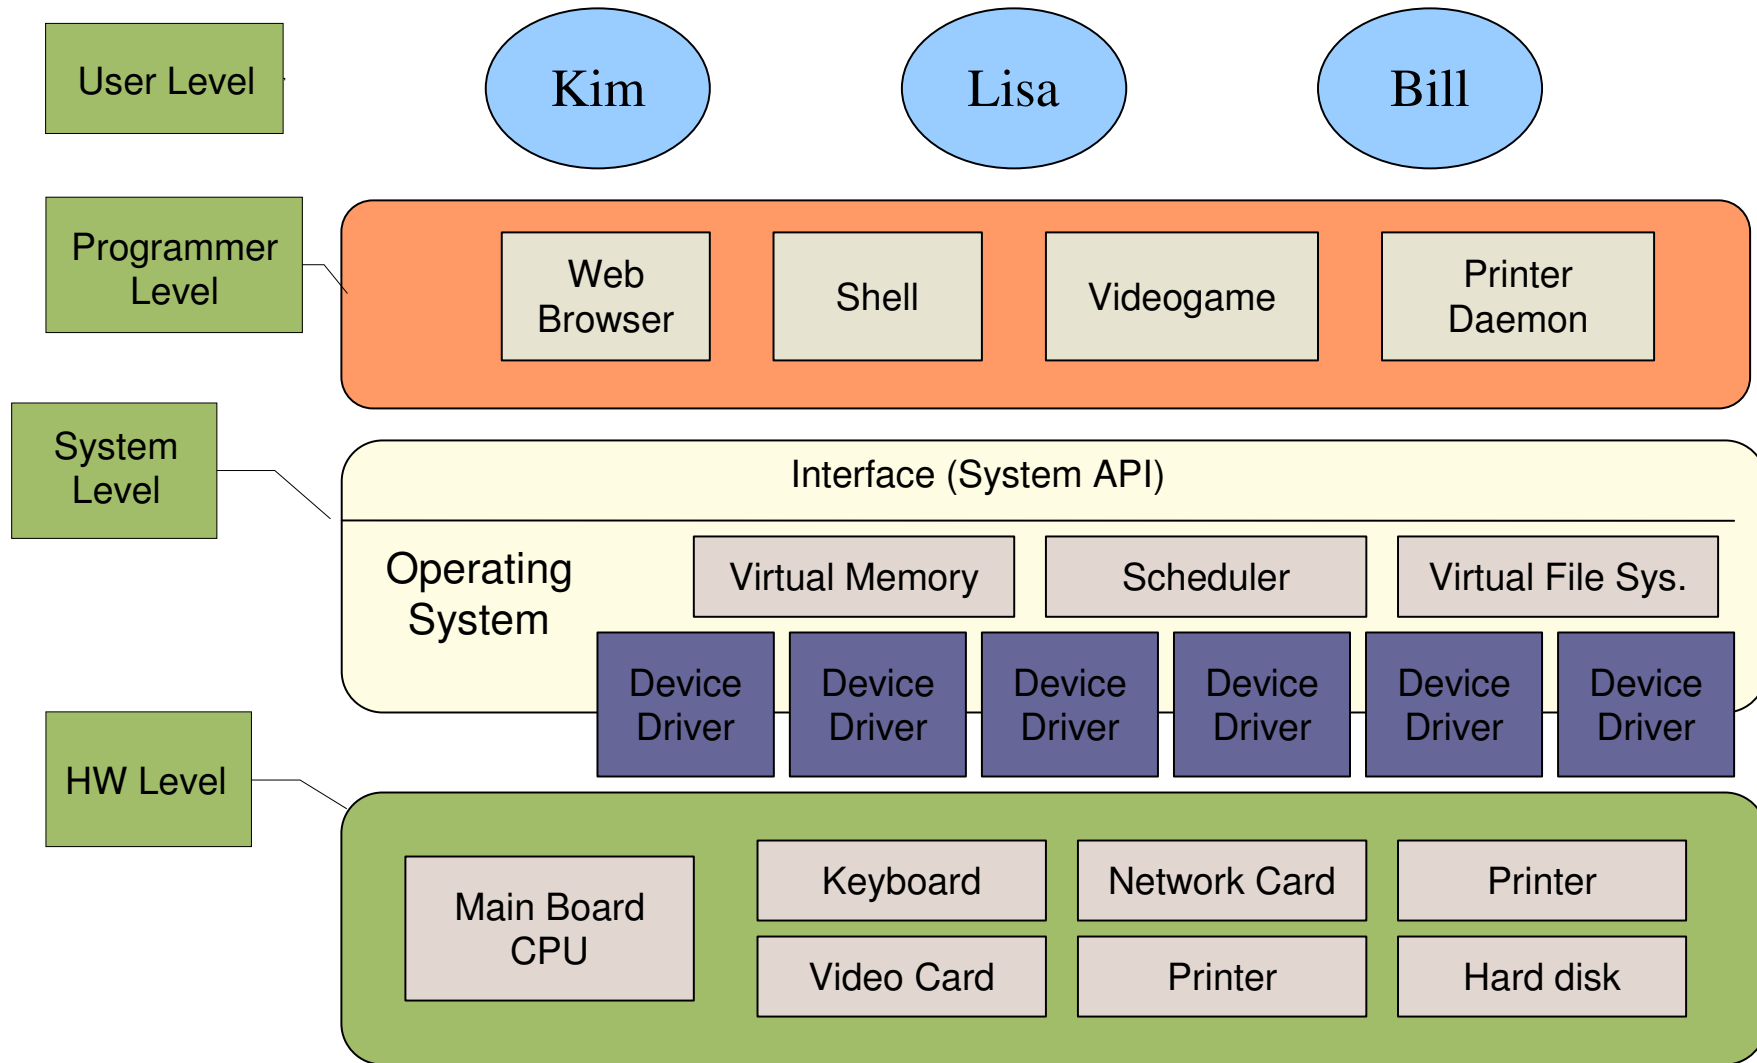 User Level
Kim
Lisa
Bill
Programmer
Level
Web
Browser
Shell
Videogame
Printer
Daemon
System
Level
Interface (System API)
Operating
System
Virtual Memory
Scheduler
Virtual File Sys.
Device
Driver
Device
Driver
Device
Driver
Device
Driver
Device
Driver
Device
Driver
HW Level
Main Board
CPU
Keyboard
Network Card
Printer
Video Card
Printer
Hard disk